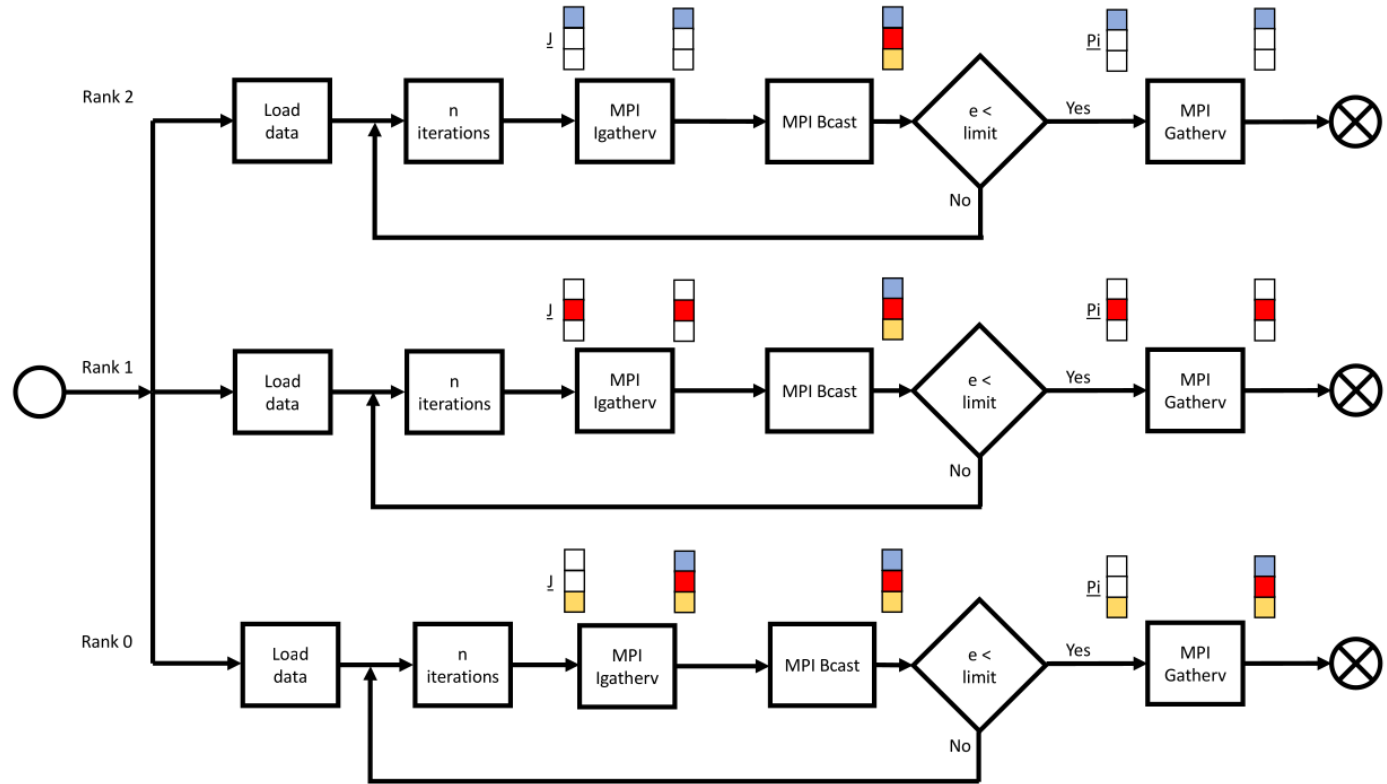 J
Pi
Rank 2
Load
data
n
iterations
MPI
Igatherv
MPI Bcast
e <
limit
Yes
MPI
Gatherv
No
J
Pi
Rank 1
Load
data
n
iterations
MPI
Igatherv
MPI Bcast
e <
limit
Yes
MPI
Gatherv
No
J
Pi
Rank 0
Load
data
n
iterations
MPI
Igatherv
MPI Bcast
e <
limit
Yes
MPI
Gatherv
No